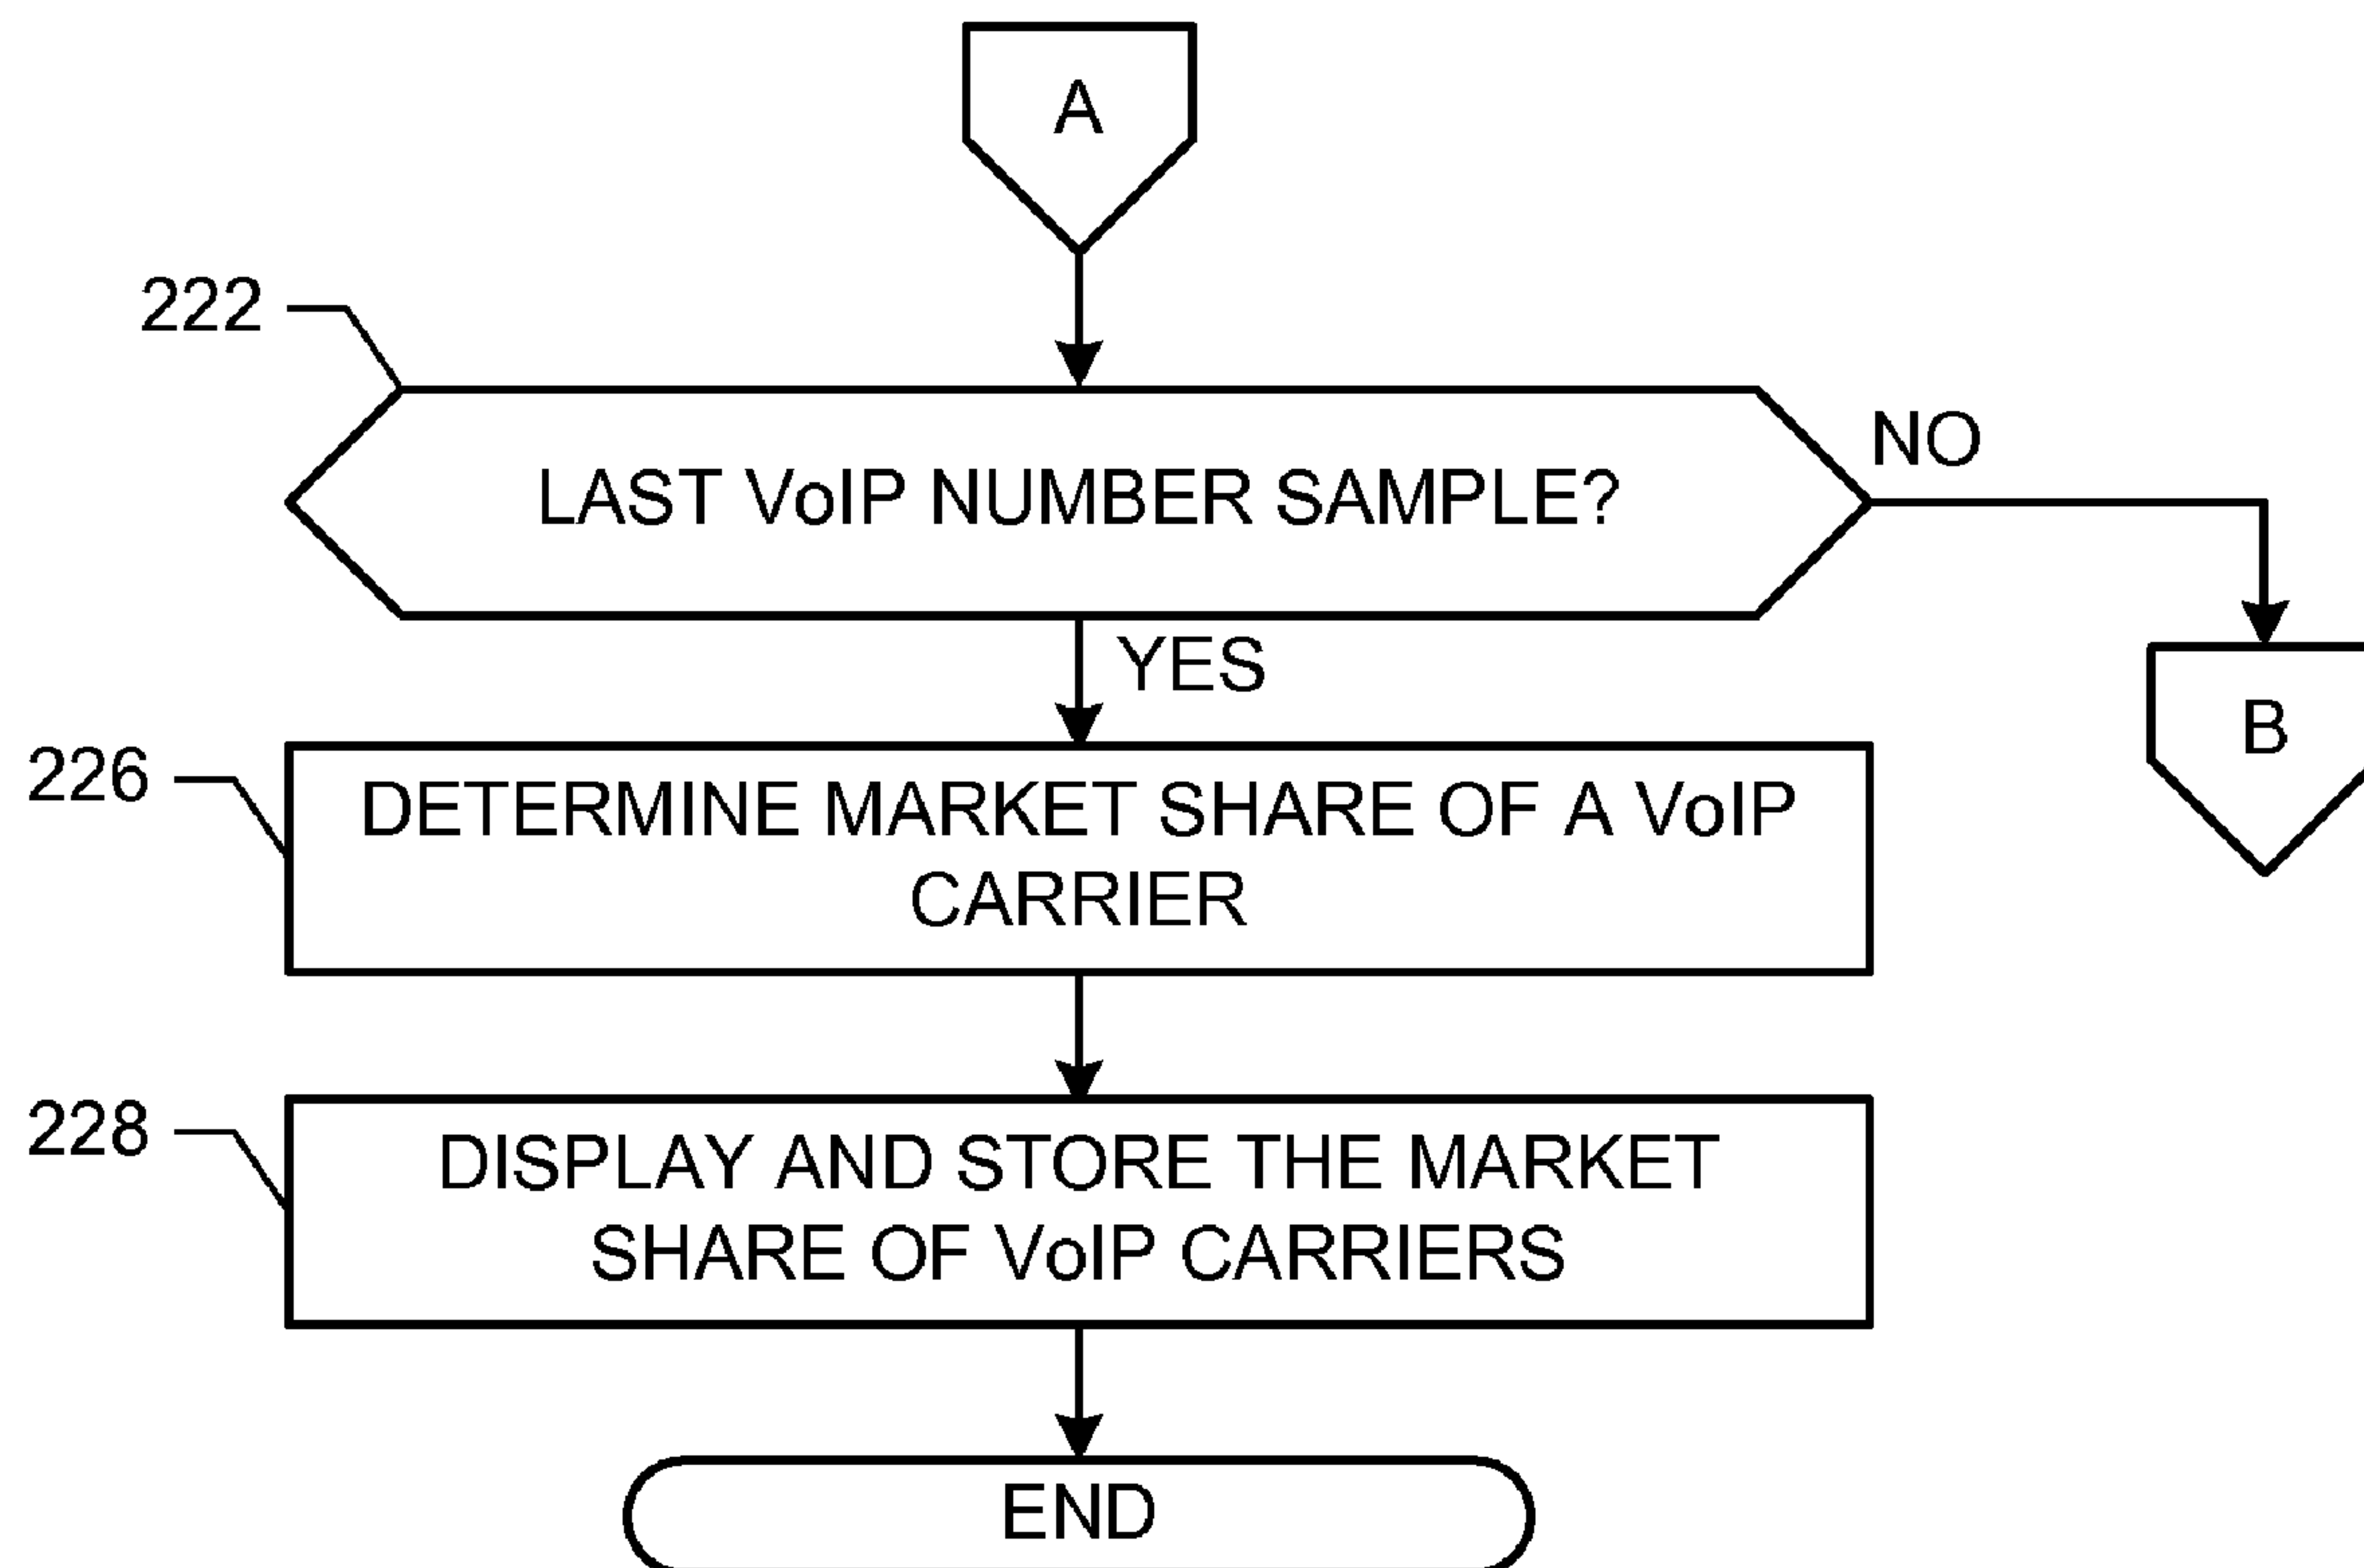 A
222
LAST VoIP NUMBER SAMPLE?
NO
YES
B
226
DETERMINE MARKET SHARE OF A VoIP
CARRIER
228
DISPLAY AND STORE THE MARKET
SHARE OF VoIP CARRIERS
END